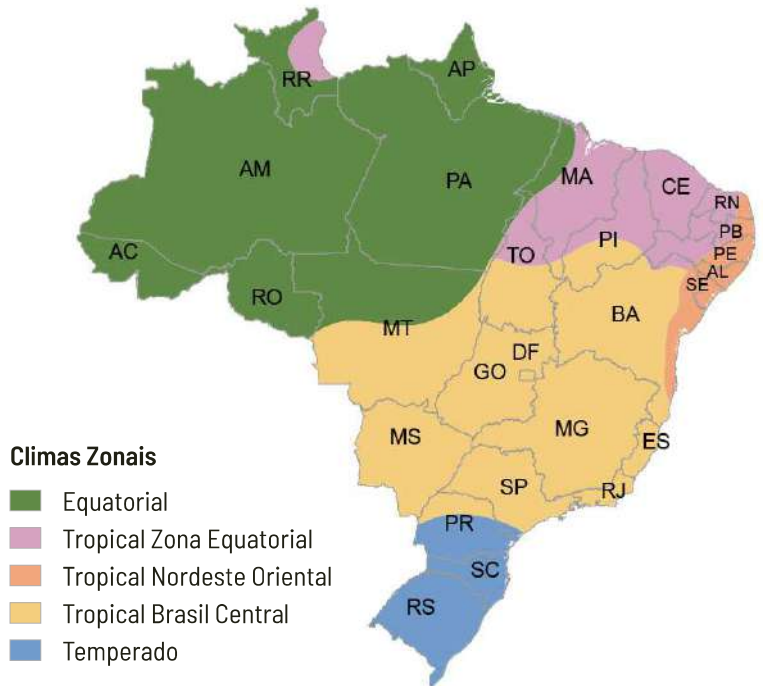 RR
AP
AM
PA
MA
CE
RN
PB
PE
AL
SE
PI
TO
AC
RO
MT
BA
DF
GO
MS
MG
ES
SP
RJ
PR
SC
RS
Climas Zonais
Equatorial
Tropical Zona Equatorial
Tropical Nordeste Oriental
Tropical Brasil Central
Temperado